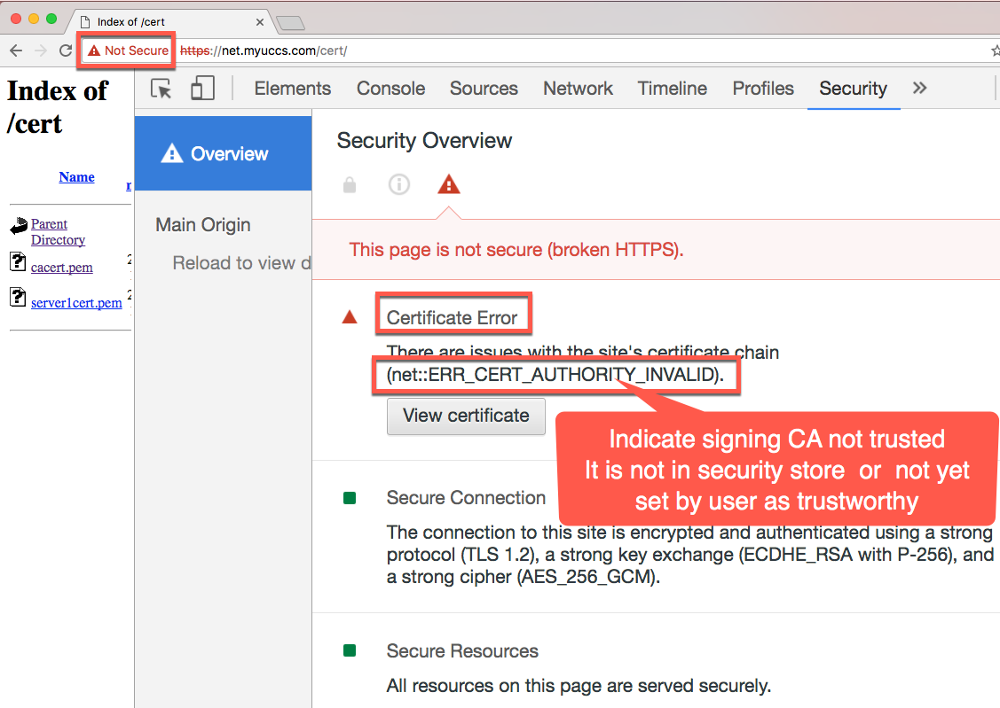 Index of /cert
Not Secure https://net.myuccs.com/cert/
Index of
/cert
Name
Parent
Directory
cacert.pem
server1cert.pem
Elements Console Sources Network Timeline Profiles Security »
Overview
Main Origin
Reload to view d
Security Overview
This page is not secure (broken HTTPS).
Certificate Error
There are issues with the site's certificate chain
(net::ERR_CERT_AUTHORITY_INVALID).
View certificate
Indicate signing CA not trusted
It is not in security store or not yet
set by user as trustworthy
Secure Connection
The connection to this site is encrypted and authenticated using a strong
protocol (TLS 1.2), a strong key exchange (ECDHE_RSA with P-256), and
a strong cipher (AES_256_GCM).
Secure Resources
All resources on this page are served securely.